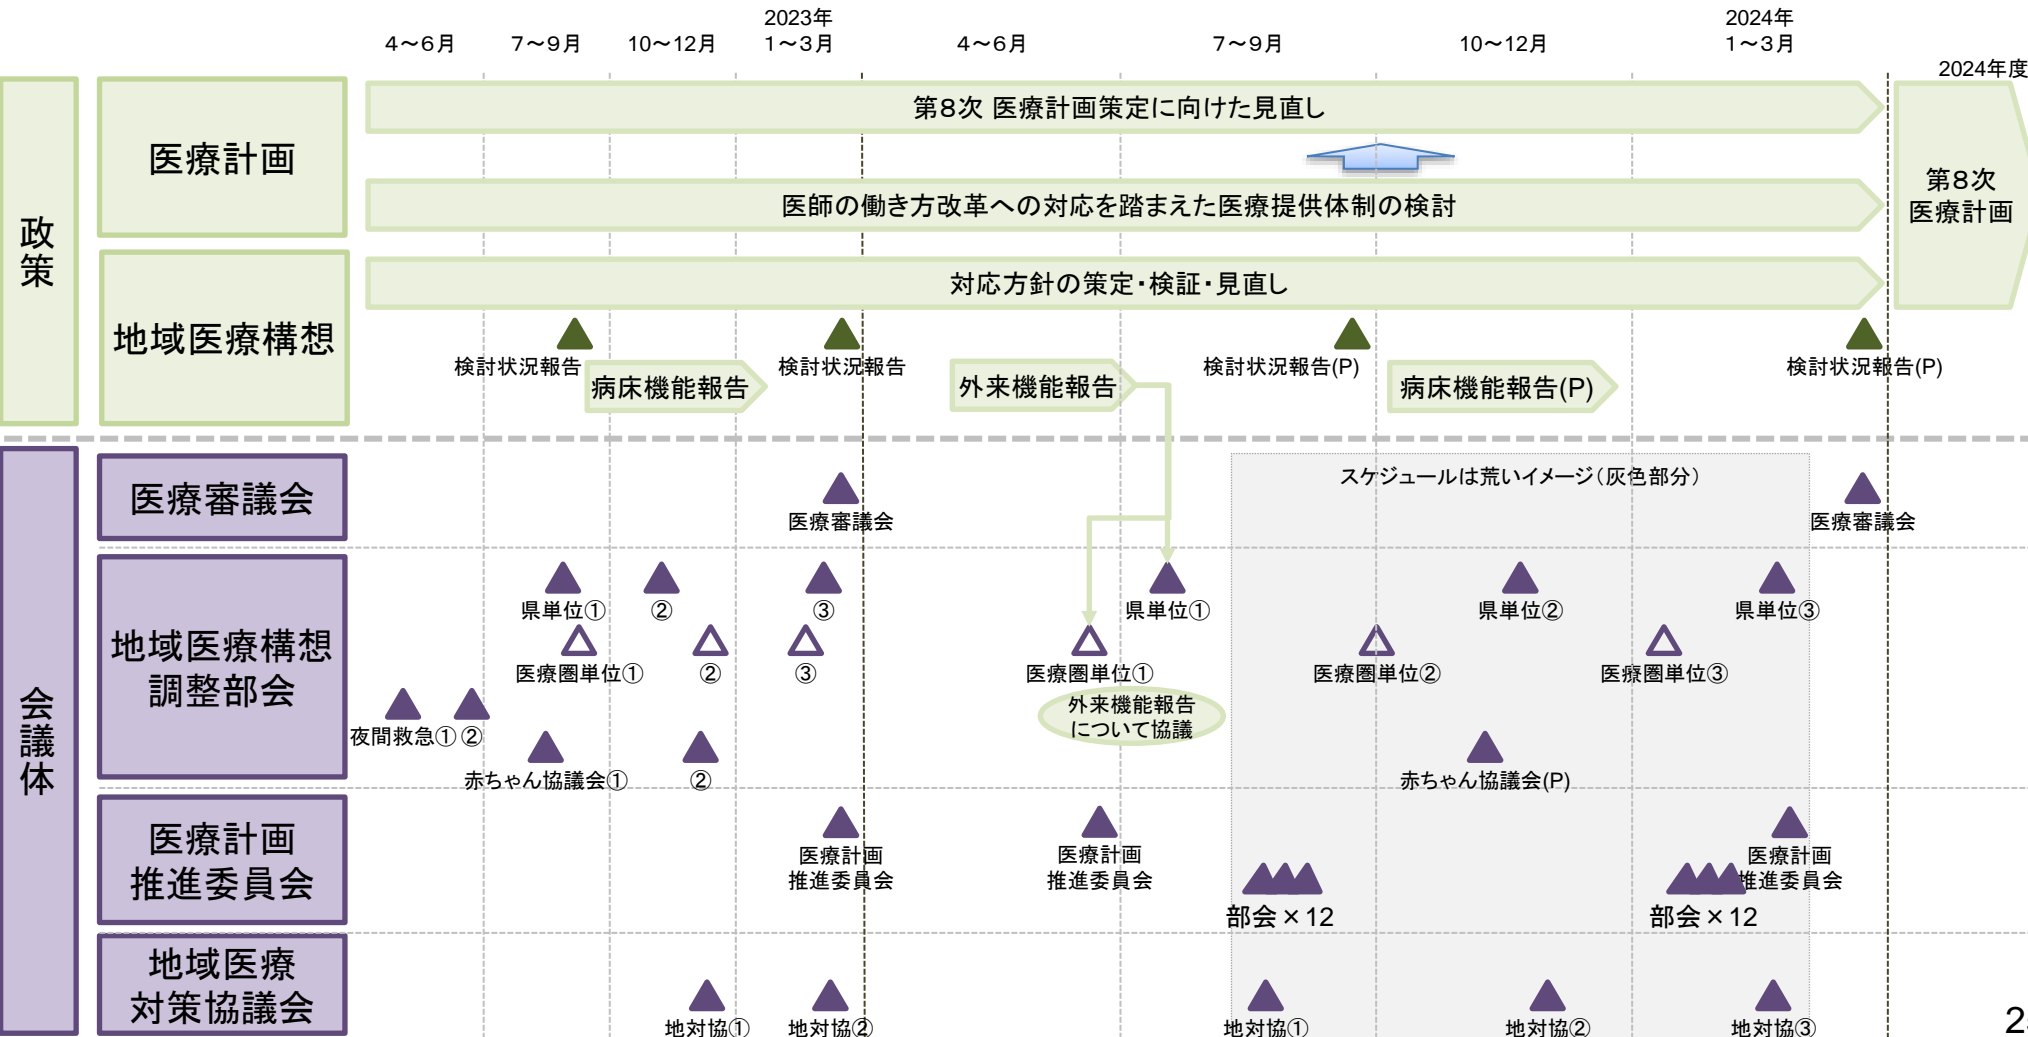 2023年
2024年
4～6月
7～9月
10～12月
1～3月
4～6月
7～9月
10～12月
1～3月
2024年度
政策
医療計画
第8次 医療計画策定に向けた見直し
医師の働き方改革への対応を踏まえた医療提供体制の検討
第8次
医療計画
地域医療構想
対応方針の策定・検証・見直し
検討状況報告
検討状況報告
検討状況報告(P)
検討状況報告(P)
病床機能報告
外来機能報告
病床機能報告(P)
会議体
医療審議会
スケジュールは荒いイメージ（灰色部分）
医療審議会
医療審議会
地域医療構想
調整部会
県単位①
②
③
県単位①
県単位②
県単位③
医療圏単位①
②
③
医療圏単位①
医療圏単位②
医療圏単位③
外来機能報告
について協議
夜間救急①
②
赤ちゃん協議会①
②
赤ちゃん協議会(P)
医療計画
推進委員会
医療計画
推進委員会
医療計画
推進委員会
医療計画
推進委員会
部会×12
部会×12
地域医療
対策協議会
地対協①
地対協②
地対協①
地対協②
地対協③